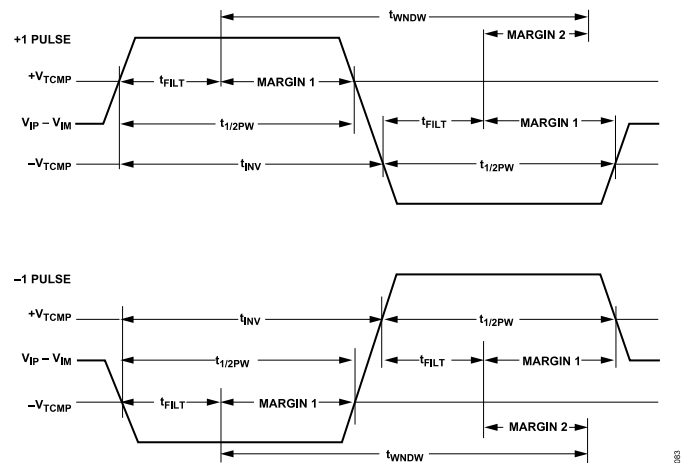 tWNDW
+1 PULSE
MARGIN 2
+VTCMP
tFILT
MARGIN 1
VIP – VIM
t1/2PW
tFILT
MARGIN 1
–VTCMP
tINV
t1/2PW
–1 PULSE
+VTCMP
tINV
t1/2PW
VIP – VIM
t1/2PW
tFILT
MARGIN 1
–VTCMP
tFILT
MARGIN 1
MARGIN 2
tWNDW
083